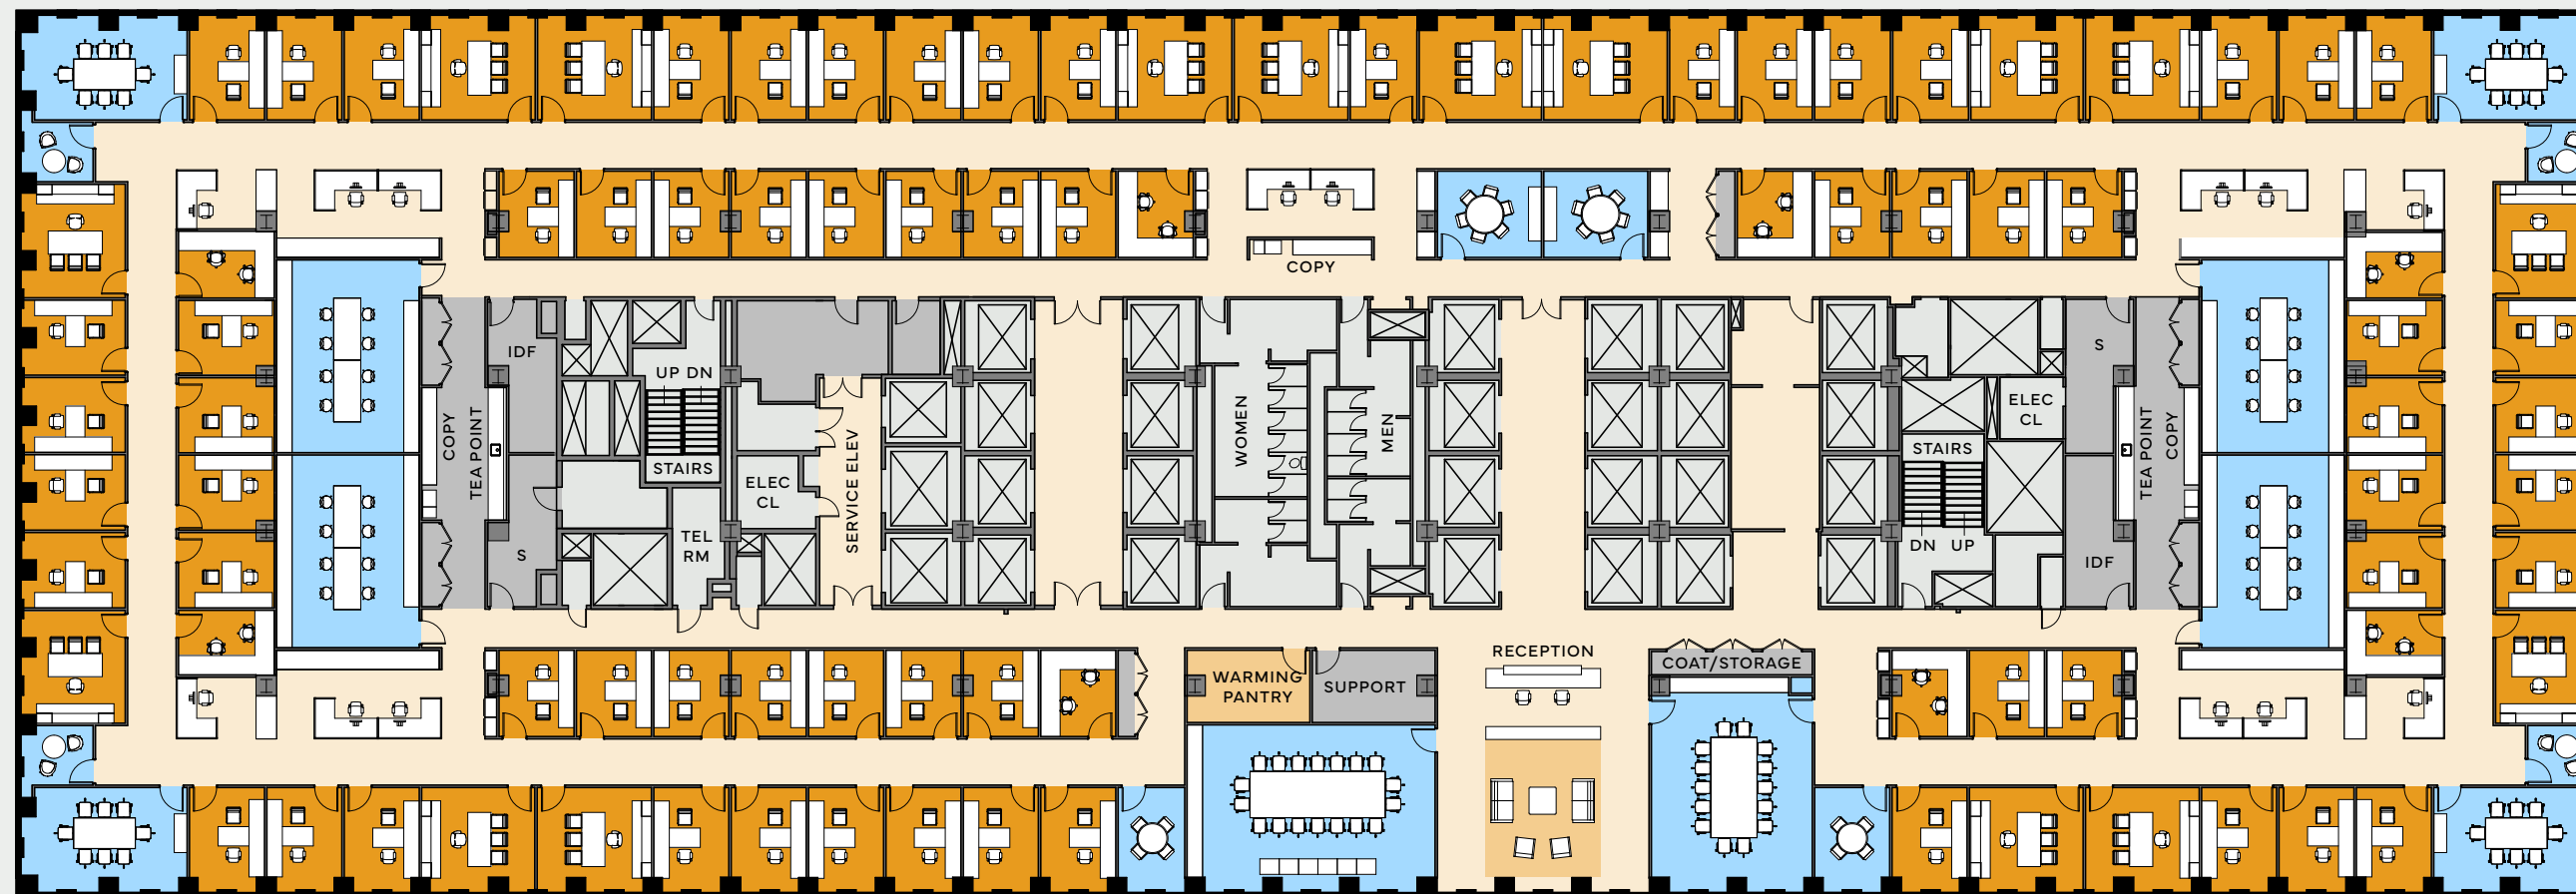 COPY
IDF
UP DN
S
ELEC
CL
WOMEN
MEN
COPY
TEA POINT
STAIRS
ELEC
CL
SERVICE ELEV
STAIRS
TEA POINT
COPY
TEL
RM
S
DN UP
IDF
RECEPTION
WARMING
PANTRY
SUPPORT
COAT/STORAGE